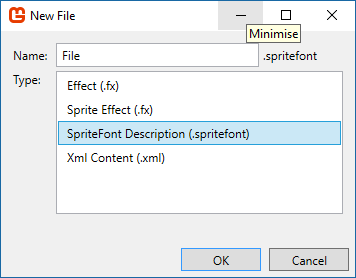 New File
Minimise
Name: File .spritefont
Type:
Effect (.fx)
Sprite Effect (.fx)
SpriteFont Description (.spritefont)
Xml Content (.xml)
OK Cancel